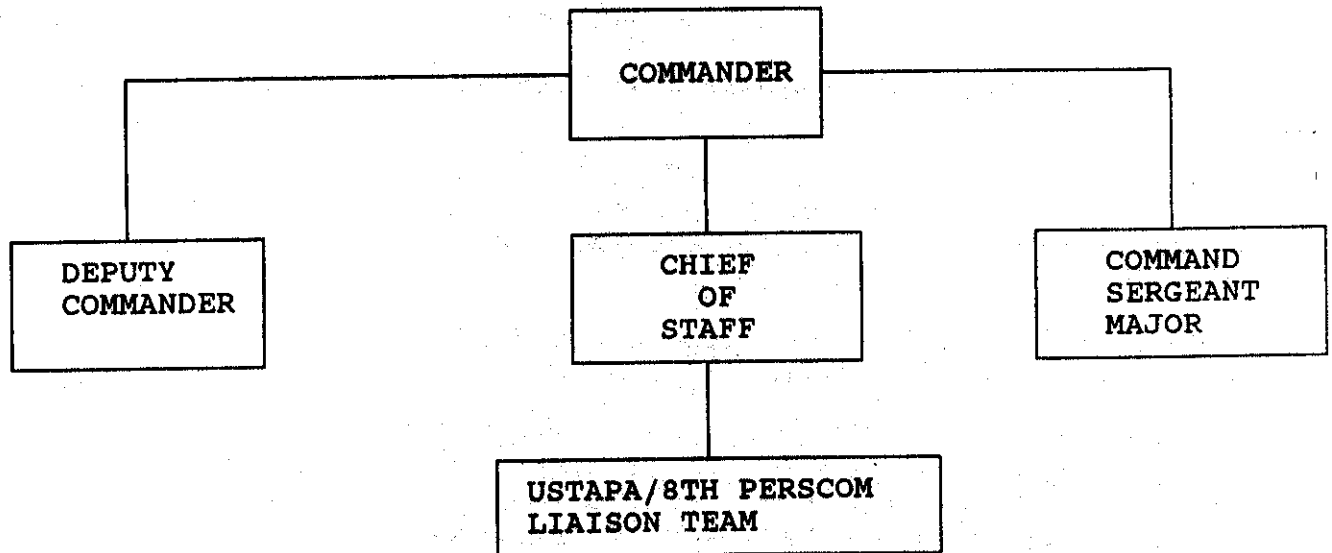 COMMANDER
DEPUTY
COMMANDER
CHIEF
OF
STAFF
COMMAND
SERGEANT
MAJOR
USTAPA/8TH PERSCOM
LIAISON TEAM